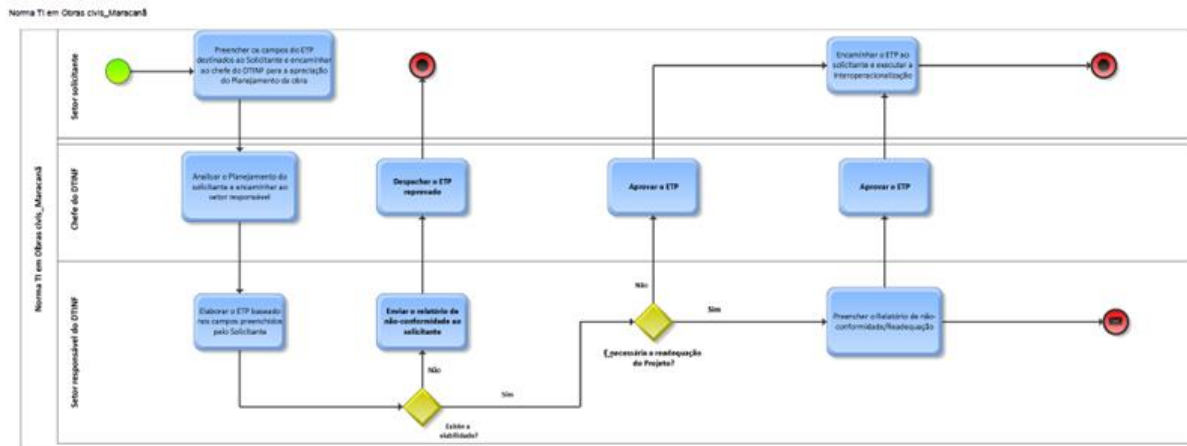 Norma TI em Obras civis_Maracanã
Norma TI em Obras civis_Maracanã
Setor solicitante
Preencher os campos do ETP
destinados ao Solicitante e encaminhar
ao chefe do DTINF para a apreciação
do Planejamento da obra
Encaminhar o ETP ao
solicitante e executar a
Interoperacionalização
Chefe do DTINF
Analisar o Planejamento do
solicitante e encaminhar ao
setor responsável
Despachar o ETP
reprovado
Aprovar o ETP
Aprovar o ETP
Setor responsável do DTINF
Elaborar o ETP baseado
nos campos preenchidos
pelo Solicitante
Enviar o relatório de
não-conformidade ao
solicitante
Não
Sim
Existe a
viabilidade?
Não
Sim
É necessária a readequação
do Projeto?
Preencher o Relatório de não-
conformidade/Readequação